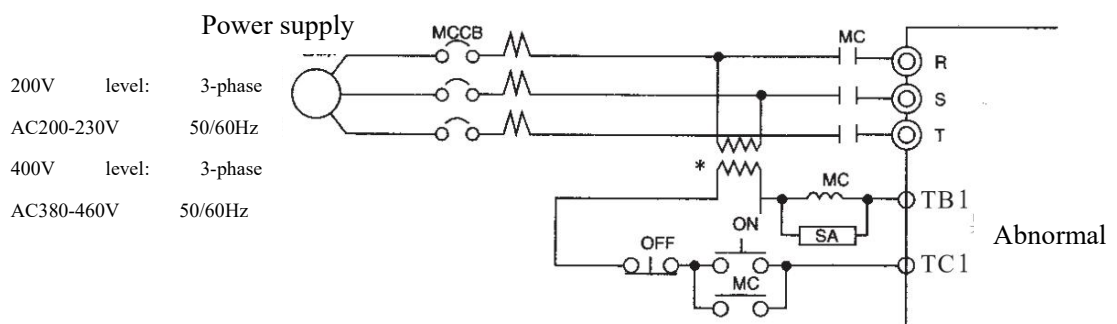 Power supply
MCCB
MC
R
200V level: 3-phase
S
AC200-230V 50/60Hz
T
400V level: 3-phase
*
MC
AC380-460V 50/60Hz
TB1
ON
SA
Abnormal
OFF
TC1
MC